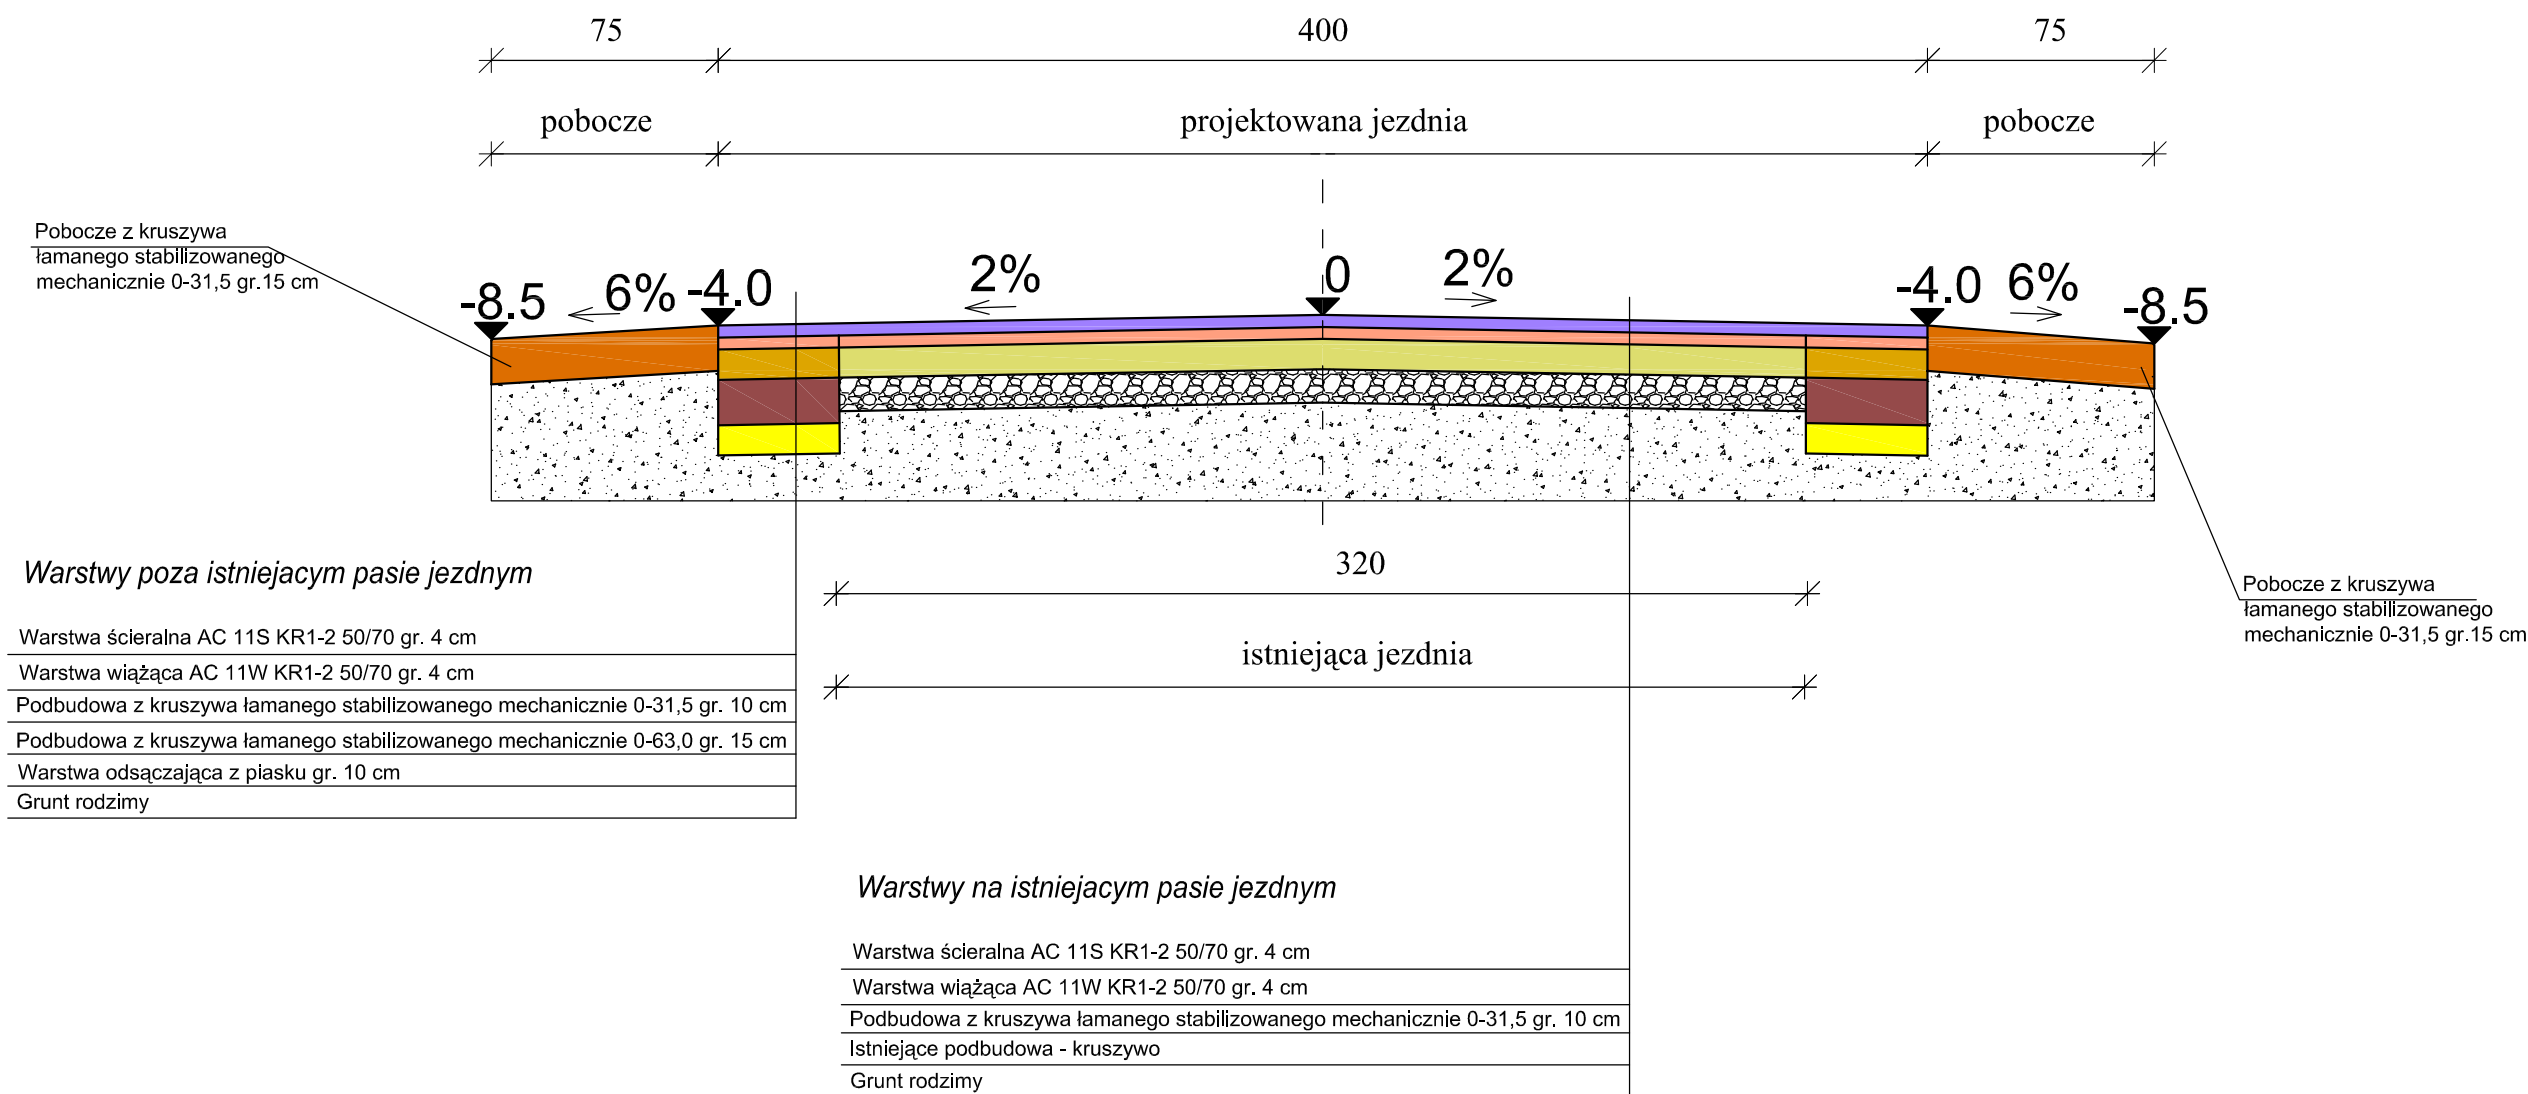 75
400
75
pobocze
projektowana jezdnia
pobocze
Pobocze z kruszywa
łamanego stabilizowanego
mechanicznie 0-31,5 gr.15 cm
-8.5
6%
-4.0
2%
0
2%
-4.0
6%
-8.5
320
istniejąca jezdnia
Pobocze z kruszywa
łamanego stabilizowanego
mechanicznie 0-31,5 gr.15 cm
Warstwy poza istniejacym pasie jezdnym
Warstwa ścieralna AC 11S KR1-2 50/70 gr. 4 cm
Warstwa wiążąca AC 11W KR1-2 50/70 gr. 4 cm
Podbudowa z kruszywa łamanego stabilizowanego mechanicznie 0-31,5 gr. 10 cm
Podbudowa z kruszywa łamanego stabilizowanego mechanicznie 0-63,0 gr. 15 cm
Warstwa odsączająca z piasku gr. 10 cm
Grunt rodzimy
Warstwy na istniejacym pasie jezdnym
Warstwa ścieralna AC 11S KR1-2 50/70 gr. 4 cm
Warstwa wiążąca AC 11W KR1-2 50/70 gr. 4 cm
Podbudowa z kruszywa łamanego stabilizowanego mechanicznie 0-31,5 gr. 10 cm
Istniejące podbudowa - kruszywo
Grunt rodzimy